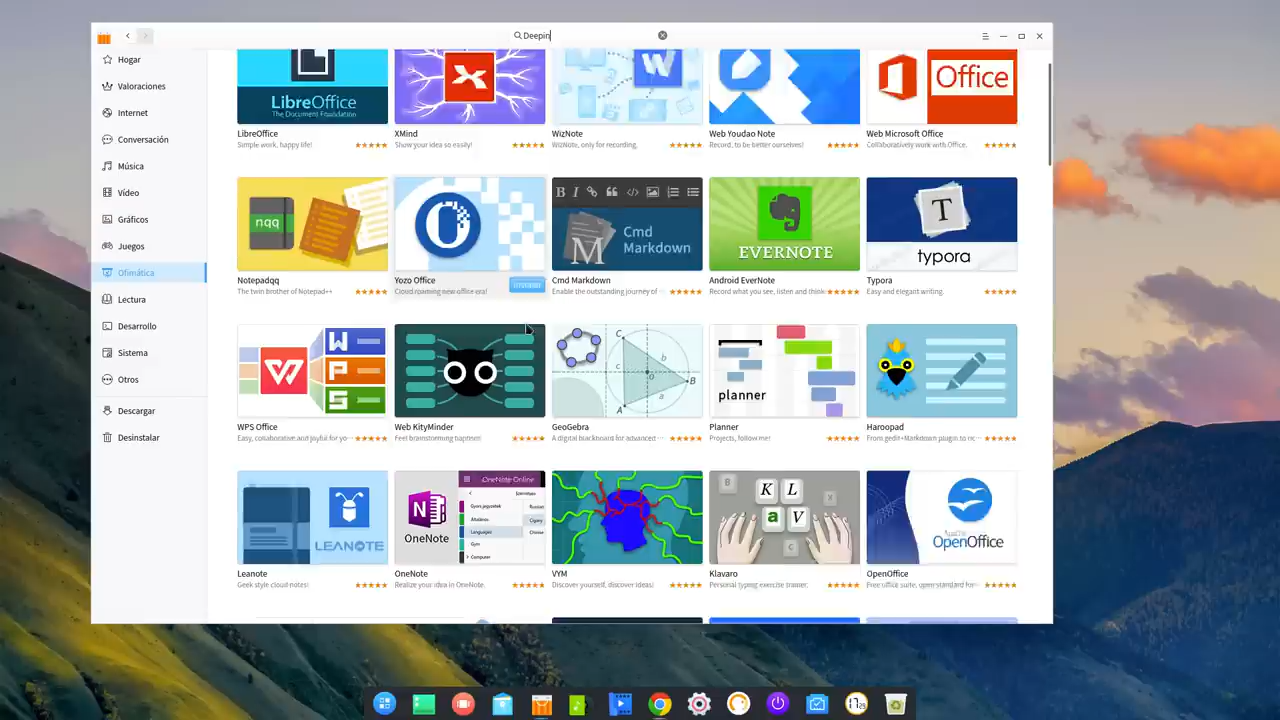 Deepin
Hogar
Valoraciones
Internet
Conversación
Música
Vídeo
Gráficos
Juegos
Ofimática
Lectura
Desarrollo
Sistema
Otros
Descargar
Desinstalar
LibreOffice
The Document Foundation
W
Office
LibreOffice
XMind
WizNote
Web Youdao Note
Web Microsoft Office
Simple work, happy life!
Show your idea so easily!
WizNote, only for recording.
Record, to be better ourselves!
Collaboratively work with Office.
nqq
B I
M
Cmd
Markdown
EVERNOTE
T
typora
Notepadqq
Yozo Office
Cmd Markdown
Android EverNote
Typora
The twin brother of Notepad++
Cloud roaming new office era!
Enable the outstanding journey of ···
Record what you see, listen and think
Easy and elegant writing.
W
P
S
C
b
c
o
B
A
a
planner
WPS Office
Web KityMinder
GeoGebra
Planner
Haroopad
Easy, collaborative and joyful for yo···
Feel brainstorming baptism!
A digital blackboard for advanced ···
Projects, follow me!
LEANOTE
N
OneNote
OneNote Online
K L
a V
OpenOffice
Leanote
OneNote
VYM
Klavaro
OpenOffice
Geek style cloud notes!
Realize your idea in OneNote.
Discover yourself, discover ideas!
Personal typing exercise trainer.
Free office suite, open standard for···